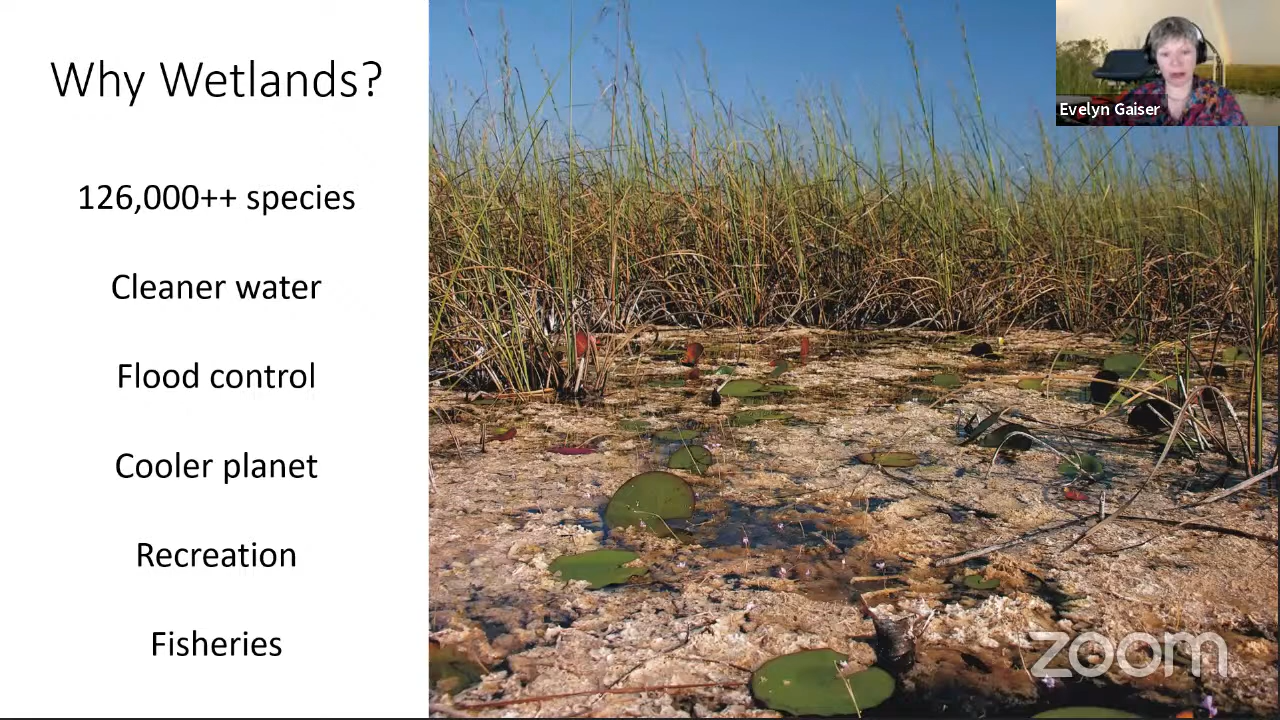 Why Wetlands?
126,000++ species
Cleaner water
Flood control
Cooler planet
Recreation
Fisheries
Evelyn Gaiser
zoom